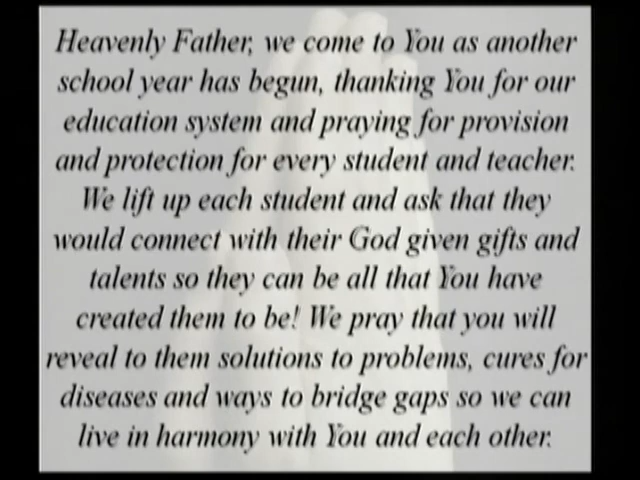 Heavenly Father, we come to You as another
school year has begun, thanking You for our
education system and praying for provision
and protection for every student and teacher.
We lift up each student and ask that they
would connect with their God given gifts and
talents so they can be all that You have
created them to be! We pray that you will
reveal to them solutions to problems, cures for
diseases and ways to bridge gaps so we can
live in harmony with You and each other.